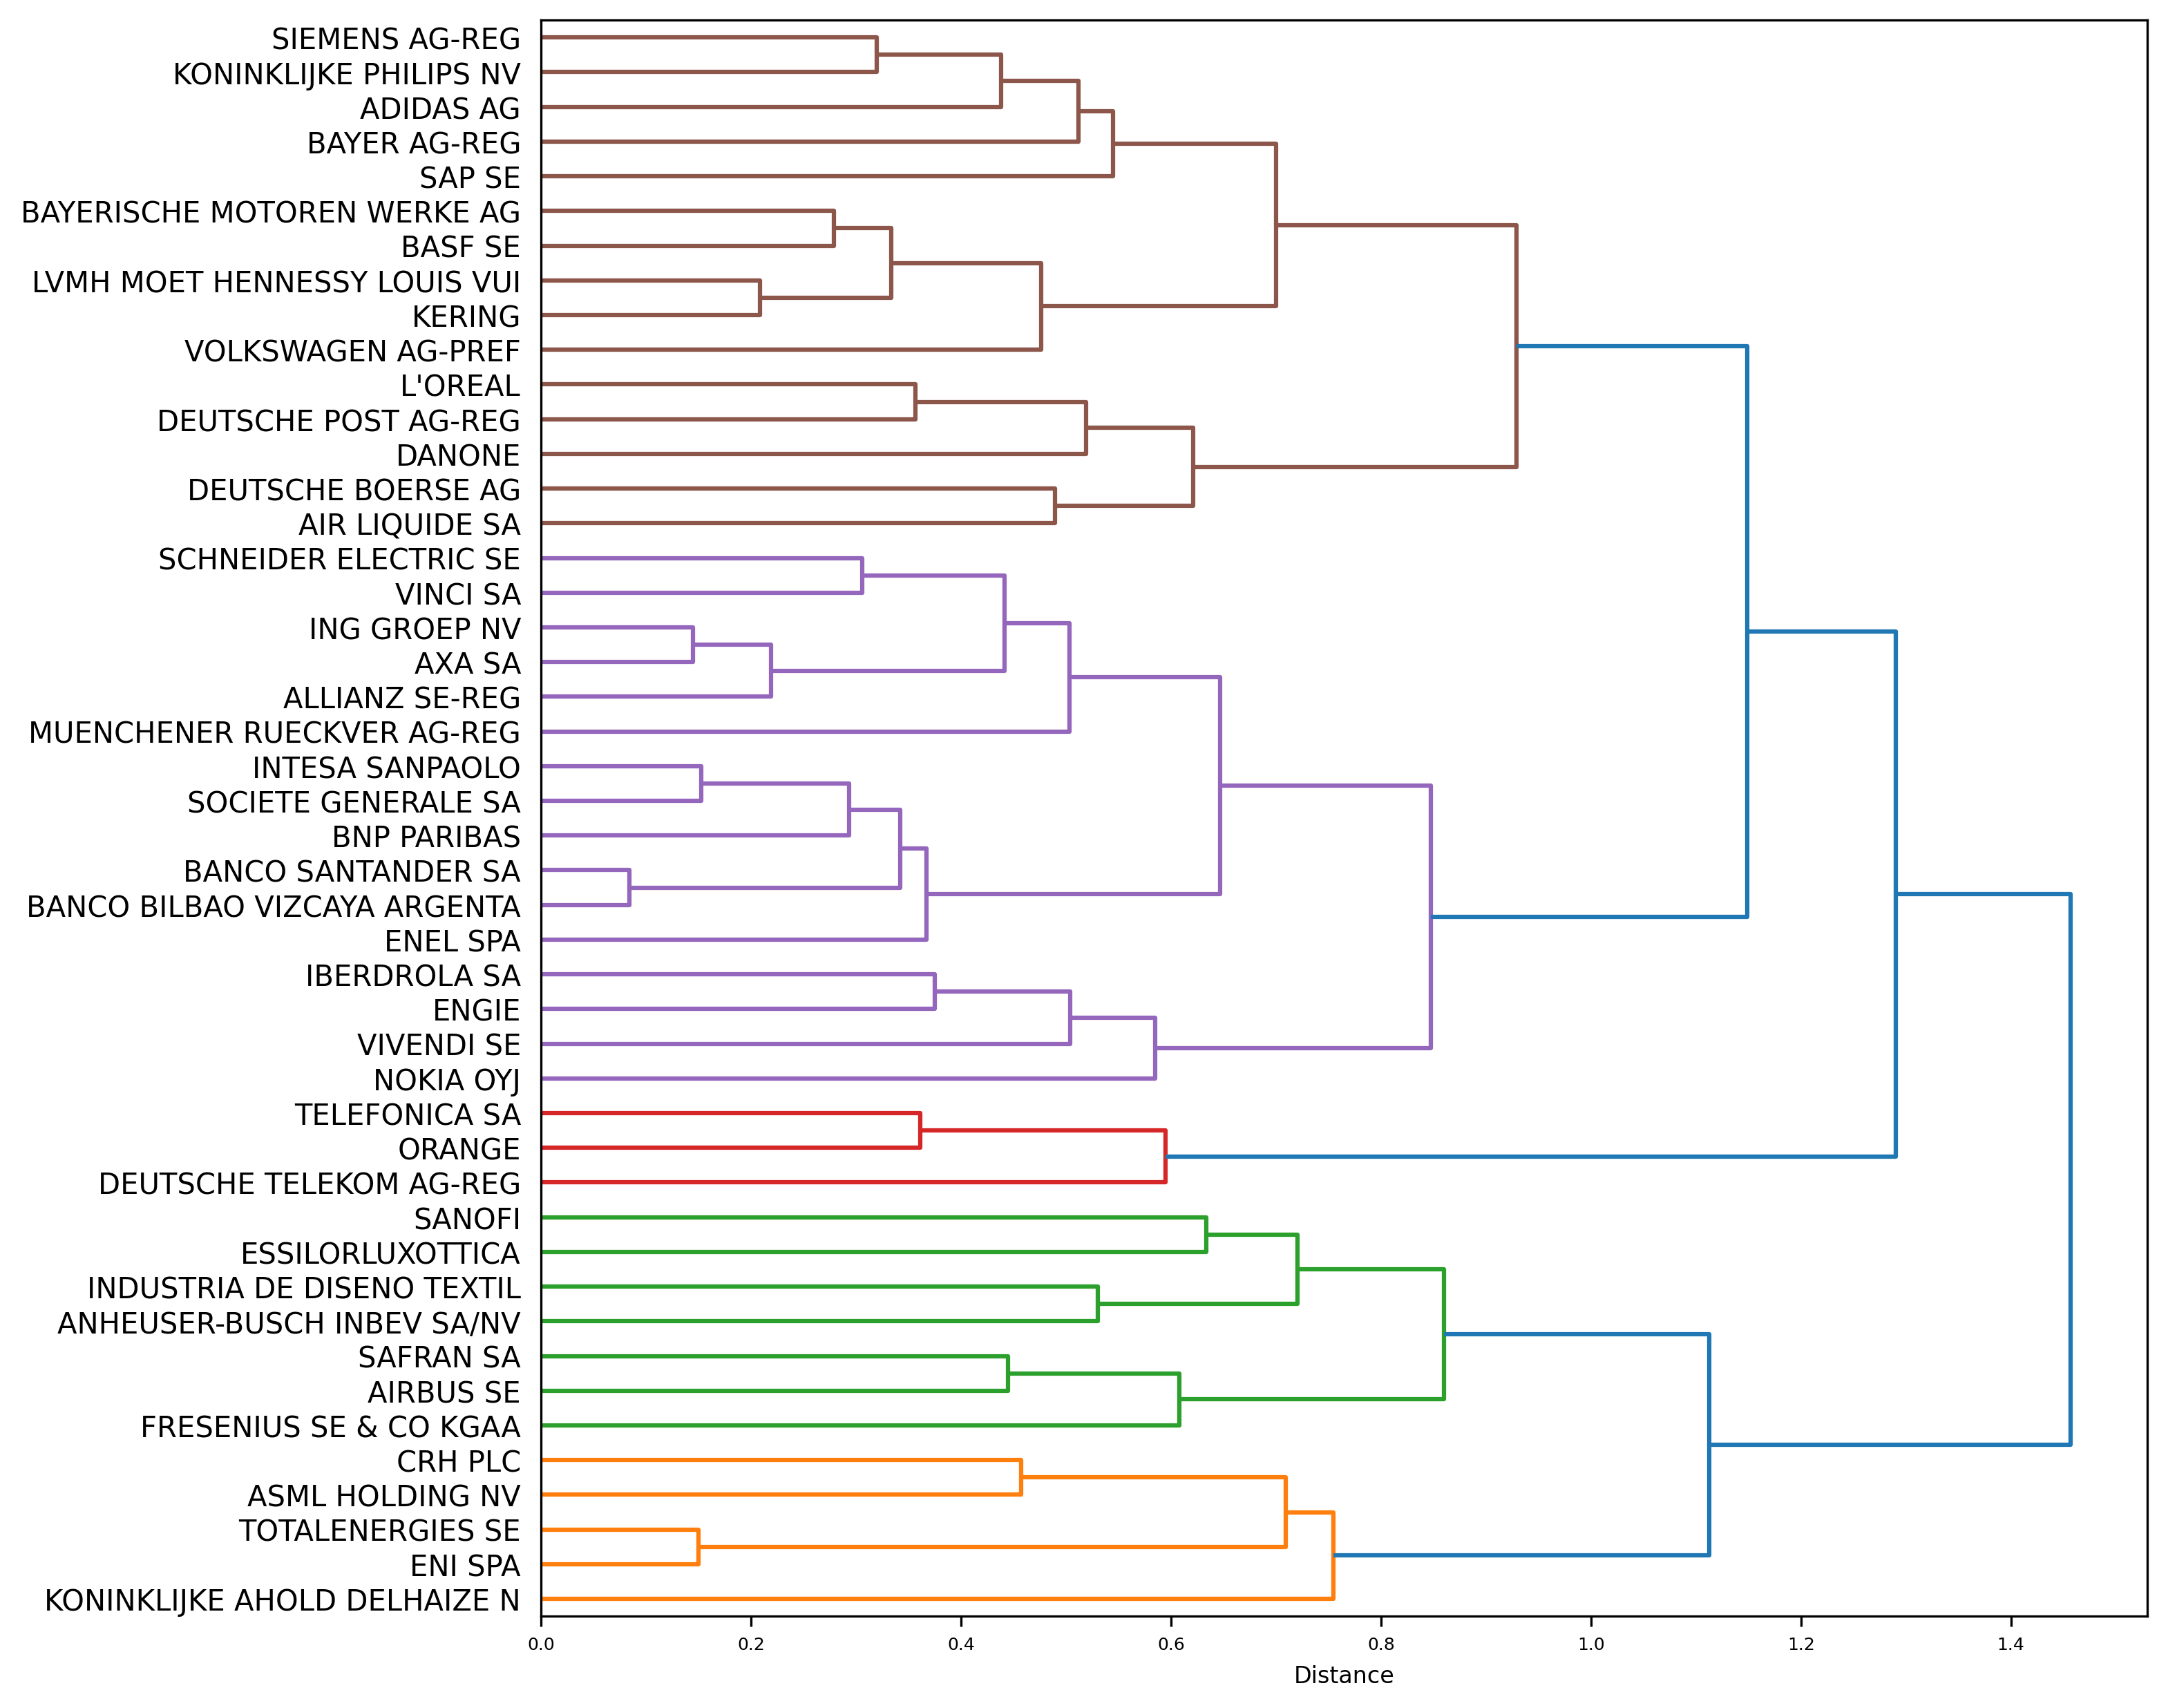 SIEMENS AG-REG
KONINKLIJKE PHILIPS NV
ADIDAS AG
BAYER AG-REG
SAP SE
BAYERISCHE MOTOREN WERKE AG
BASF SE
LVMH MOET HENNESSY LOUIS VUI
KERING
VOLKSWAGEN AG-PREF
L'OREAL
DEUTSCHE POST AG-REG
DANONE
DEUTSCHE BOERSE AG
AIR LIQUIDE SA
SCHNEIDER ELECTRIC SE
VINCI SA
ING GROEP NV
AXA SA
ALLIANZ SE-REG
MUENCHENER RUECKVER AG-REG
INTESA SANPAOLO
SOCIETE GENERALE SA
BNP PARIBAS
BANCO SANTANDER SA
BANCO BILBAO VIZCAYA ARGENTA
ENEL SPA
IBERDROLA SA
ENGIE
VIVENDI SE
NOKIA OYJ
TELEFONICA SA
ORANGE
DEUTSCHE TELEKOM AG-REG
SANOFI
ESSILORLUXOTTICA
INDUSTRIA DE DISENO TEXTIL
ANHEUSER-BUSCH INBEV SA/NV
SAFRAN SA
AIRBUS SE
FRESENIUS SE & CO KGAA
CRH PLC
ASML HOLDING NV
TOTALENERGIES SE
ENI SPA
KONINKLIJKE AHOLD DELHAIZE N
0.0 0.2 0.4 0.6 0.8 1.0 1.2 1.4
Distance